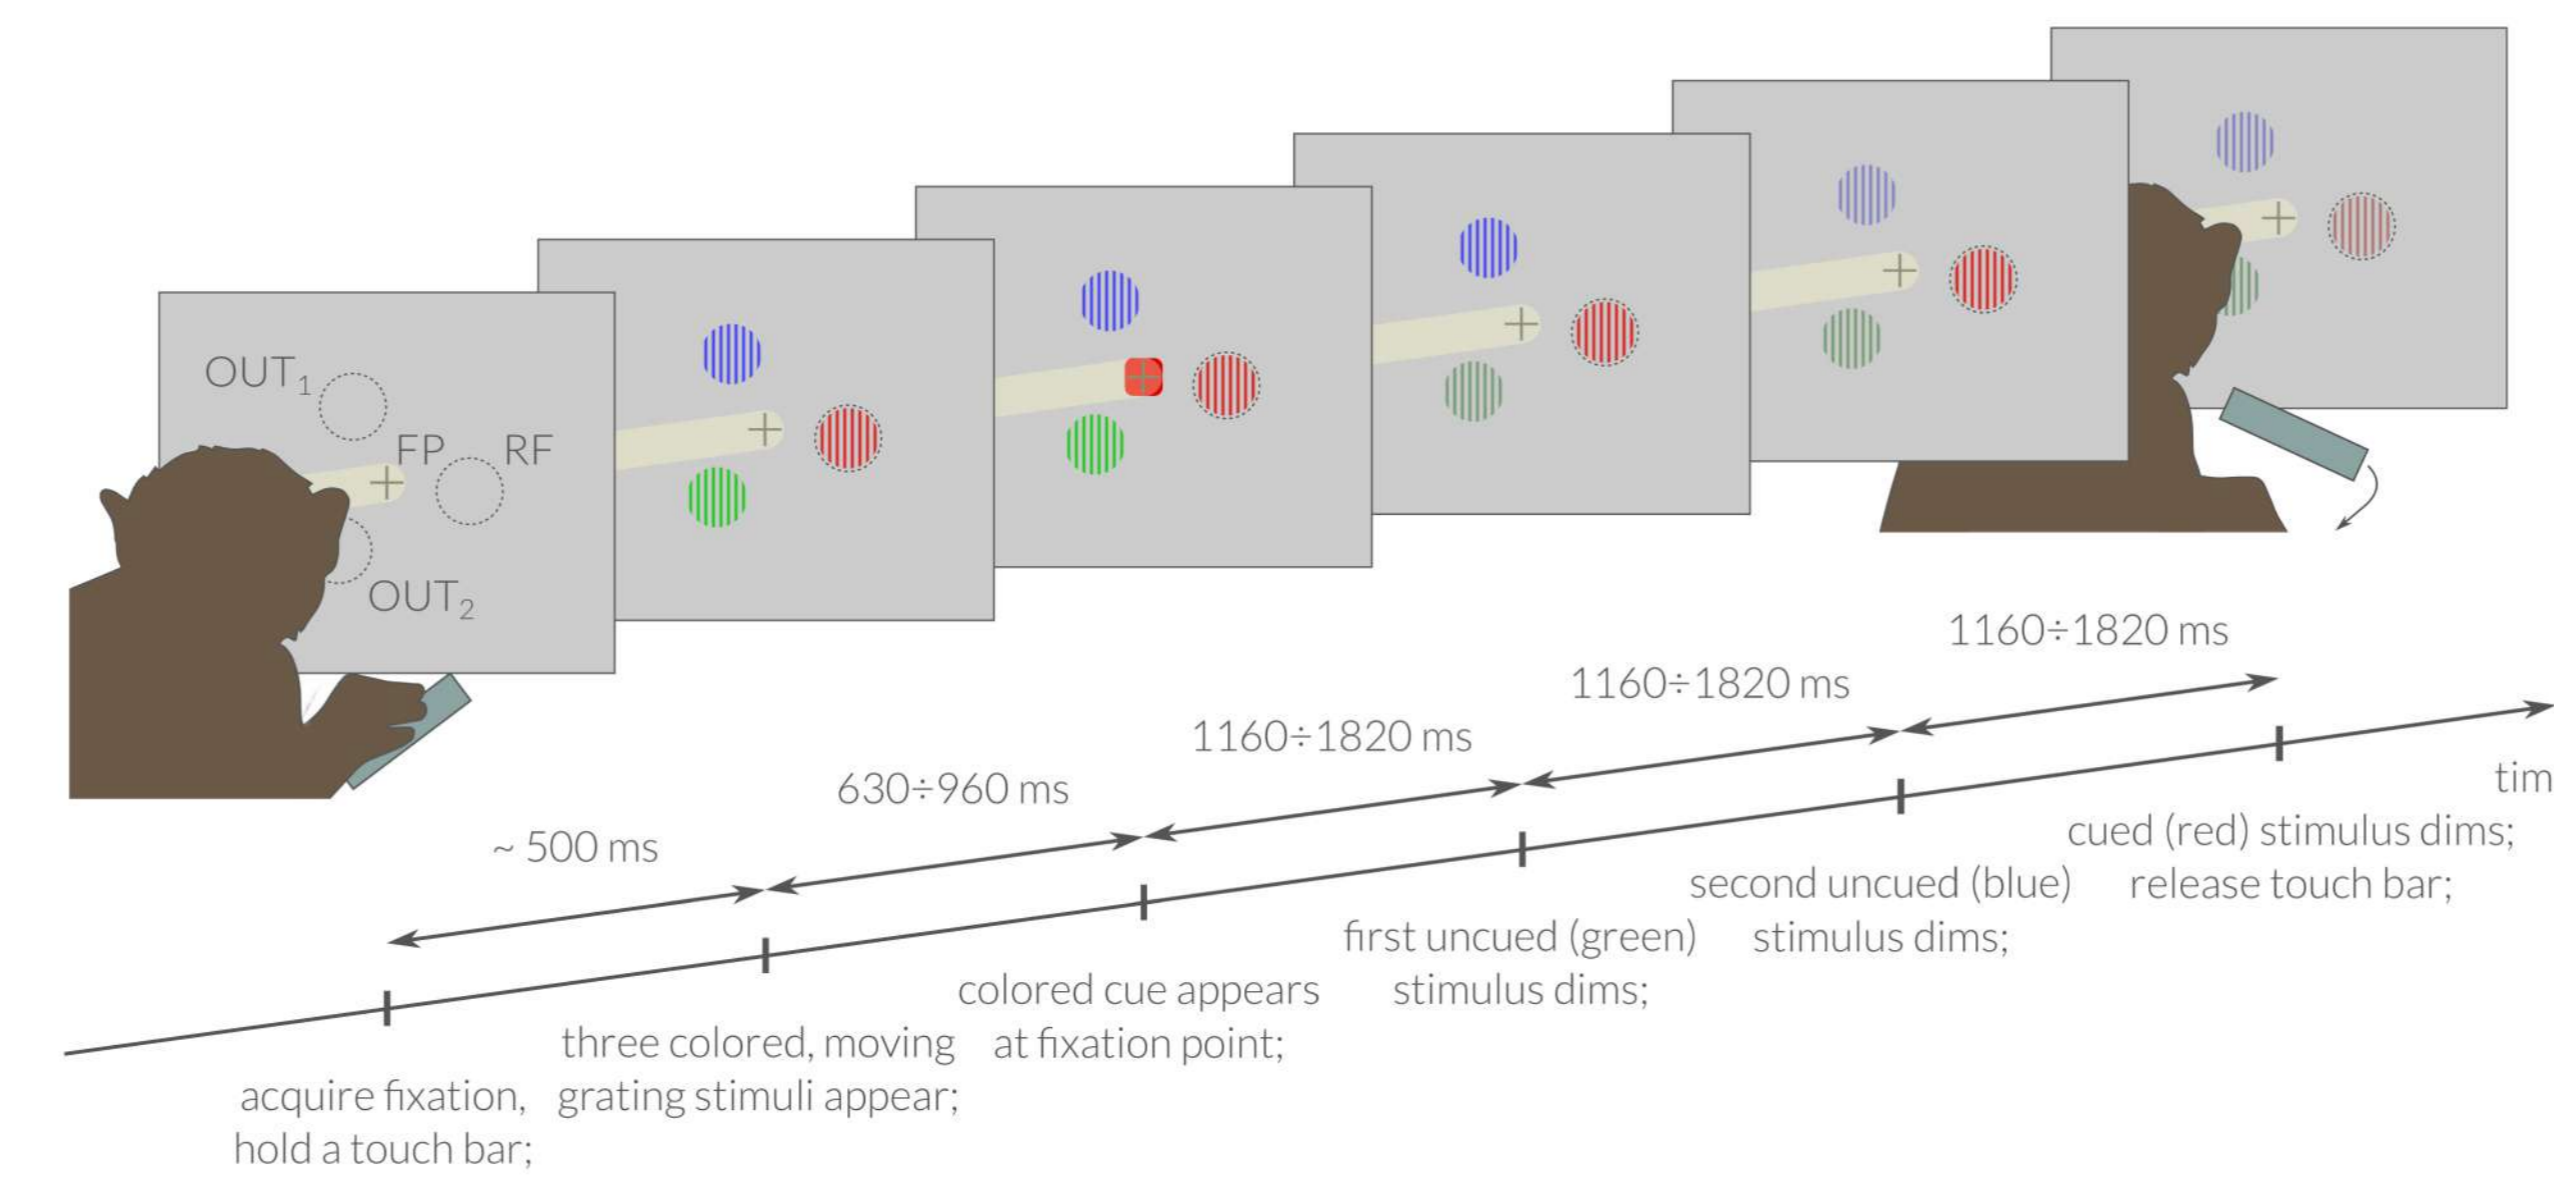 OUT1
FP
RF
OUT2
~ 500 ms
630÷960 ms
1160÷1820 ms
1160÷1820 ms
1160÷1820 ms
tim
acquire fixation,
hold a touch bar;
three colored, moving
grating stimuli appear;
colored cue appears
at fixation point;
first uncued (green)
stimulus dims;
second uncued (blue)
stimulus dims;
cued (red) stimulus dims;
release touch bar;